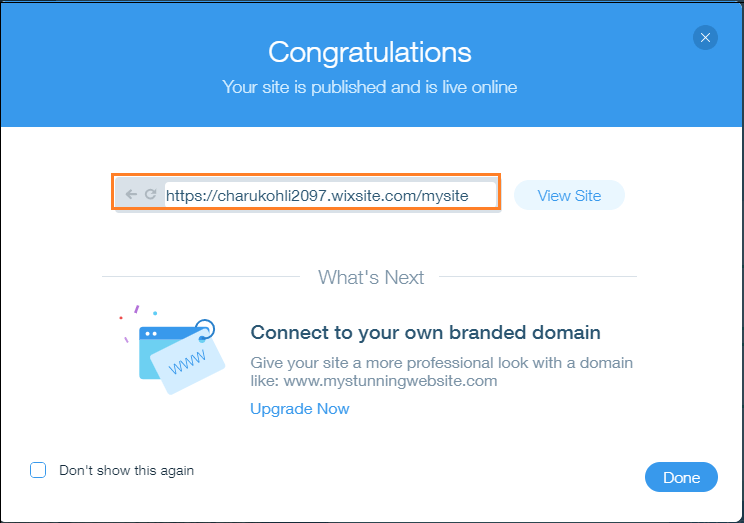 Congratulations
Your site is published and is live online
https://charukohli2097.wixsite.com/mysite
View Site
What's Next
WWW
Connect to your own branded domain
Give your site a more professional look with a domain
like: www.mystunningwebsite.com
Upgrade Now
Don't show this again
Done